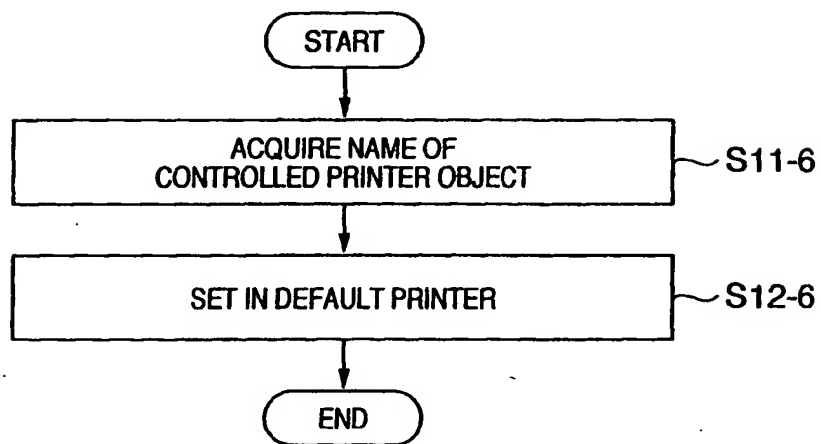 START
ACQUIRE NAME OF
CONTROLLED PRINTER OBJECT
S11-6
SET IN DEFAULT PRINTER
S12-6
END